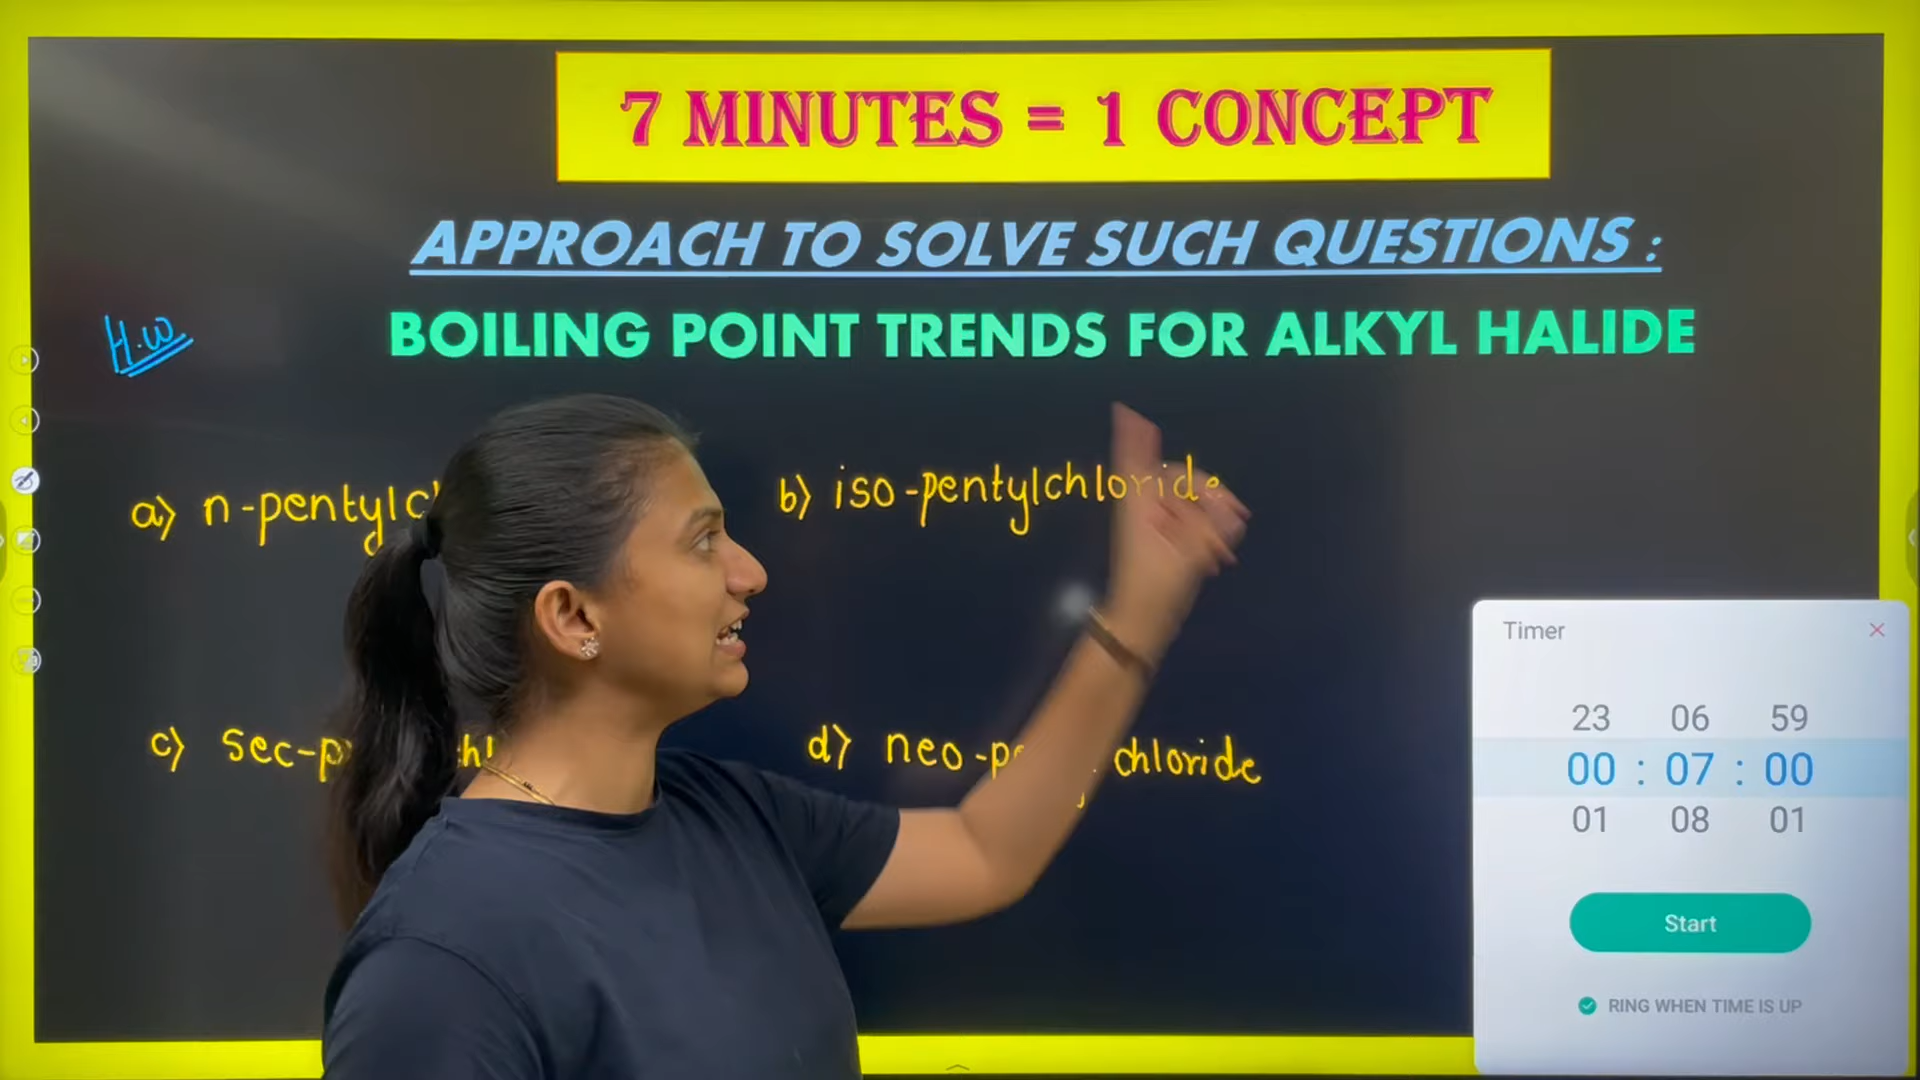 7 MINUTES = 1 CONCEPT
APPROACH TO SOLVE SUCH QUESTIONS :
H.W
BOILING POINT TRENDS FOR ALKYL HALIDE
a) n-pentylc
b) iso-pentylchloride
c) sec-p
d) neo-p chloride
Timer
23 06 59
00 : 07 : 00
01 08 01
Start
RING WHEN TIME IS UP